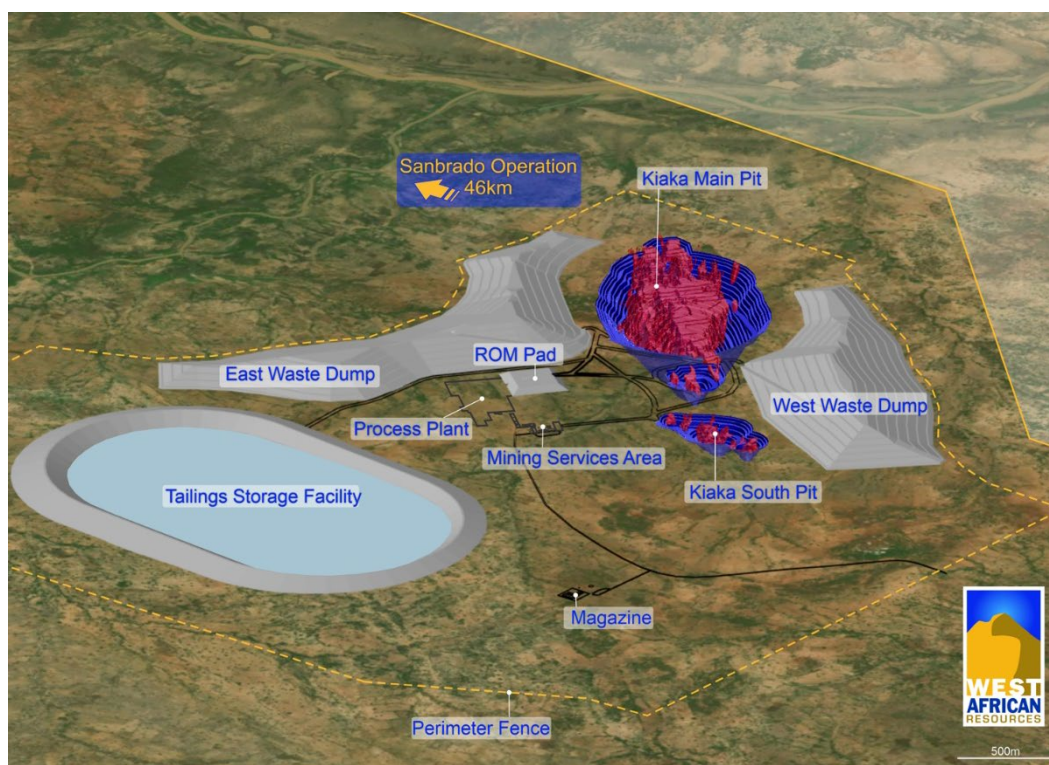 Sanbrado Operation
46km
Kiaka Main Pit
ROM Pad
East Waste Dump
West Waste Dump
Process Plant
Mining Services Area
Tailings Storage Facility
Kiaka South Pit
Magazine
Perimeter Fence
WEST
AFRICAN
RESOURCES
500m